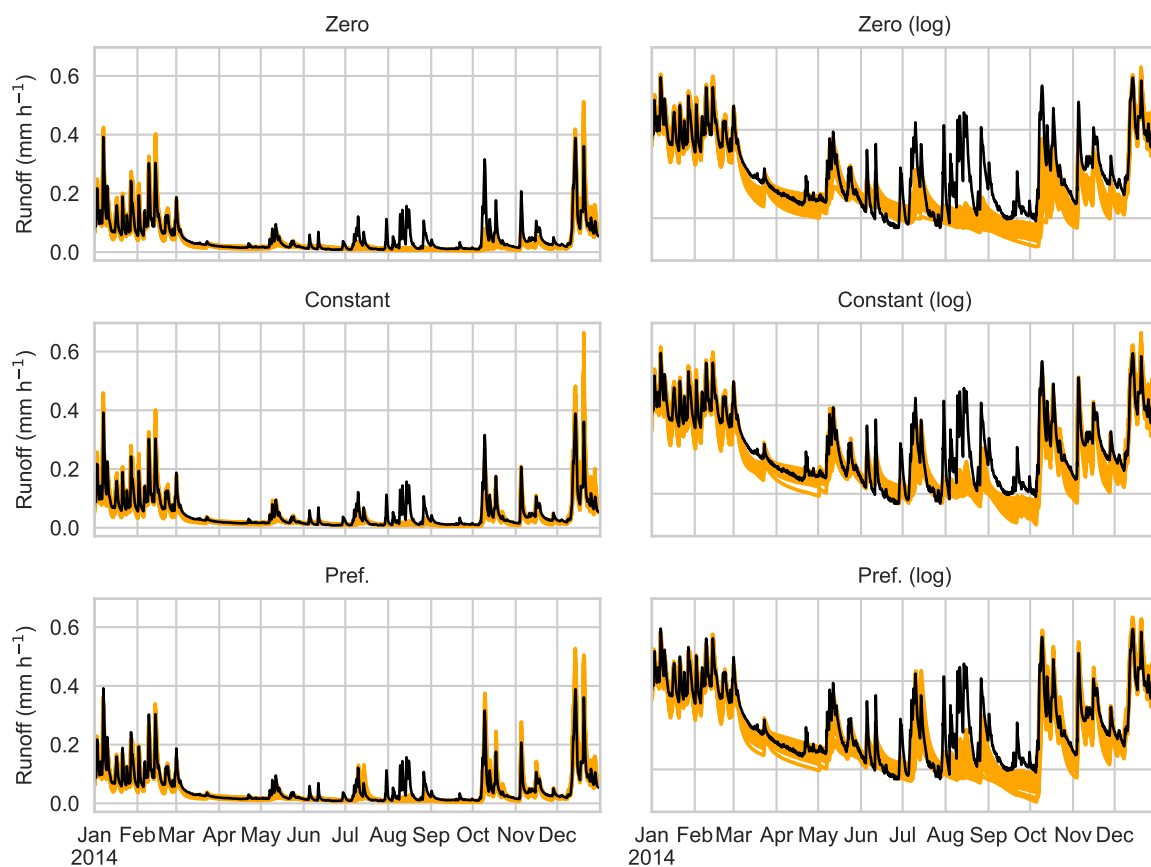 Zero
Zero (log)
Runoff (mm h⁻¹)
0.6
0.4
0.2
0.0
Constant
Constant (log)
Runoff (mm h⁻¹)
0.6
0.4
0.2
0.0
Pref.
Pref. (log)
Runoff (mm h⁻¹)
0.6
0.4
0.2
0.0
Jan Feb Mar Apr May Jun Jul Aug Sep Oct Nov Dec
2014
Jan Feb Mar Apr May Jun Jul Aug Sep Oct Nov Dec
2014